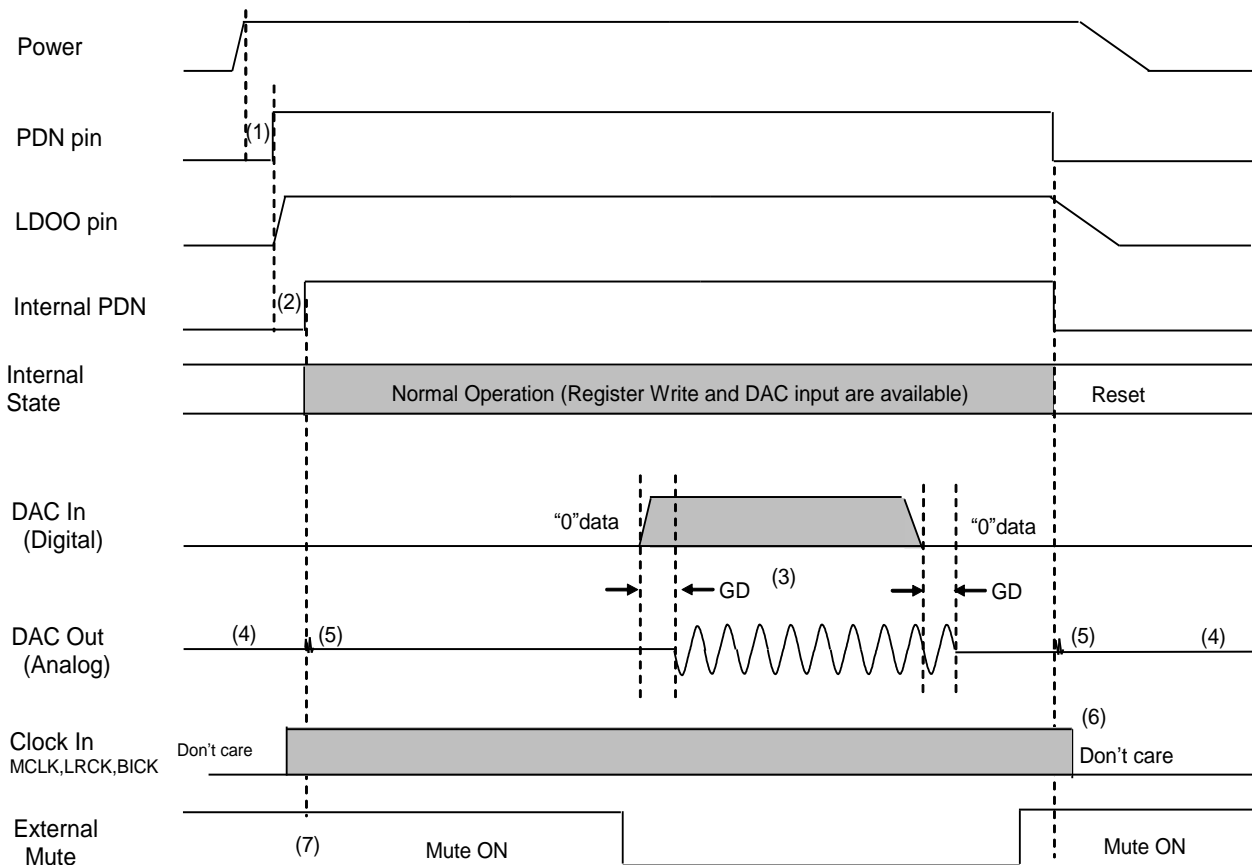 Power
PDN pin
(1)
LDOO pin
Internal PDN
(2)
Internal
State
Normal Operation (Register Write and DAC input are available)
Reset
DAC In
(Digital)
“0”data
“0”data
GD
(3)
GD
DAC Out
(Analog)
(4)
(5)
(5)
(4)
Clock In
MCLK,LRCK,BICK
Don’t care
(6)
Don’t care
External
Mute
(7)
Mute ON
Mute ON